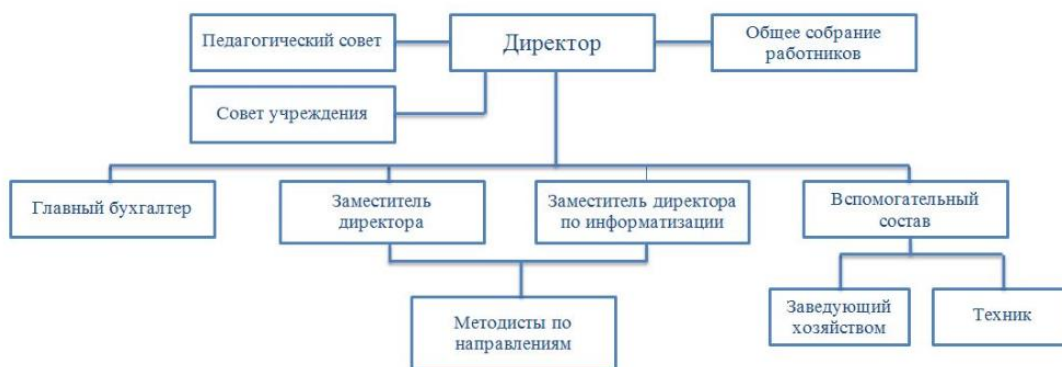 Педагогический совет
Директор
Общее собрание
работников
Совет учреждения
Главный бухгалтер
Заместитель
директора
Заместитель директора
по информатизации
Вспомогательный
состав
Методисты по
направлениям
Заведующий
хозяйством
Техник